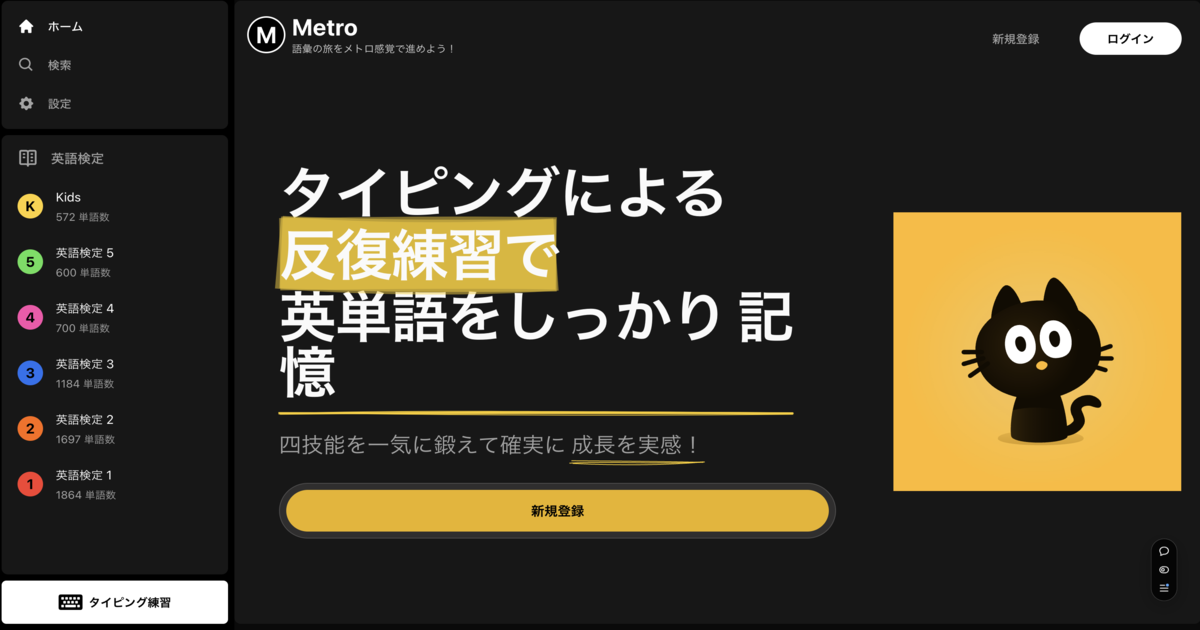 ホーム
検索
設定
英語検定
K
Kids
572 単語数
5
英語検定 5
600 単語数
4
英語検定 4
700 単語数
3
英語検定 3
1184 単語数
2
英語検定 2
1697 単語数
1
英語検定 1
1864 単語数
タイピング練習
M
Metro
語彙の旅をメトロ感覚で進めよう！
新規登録
ログイン
タイピングによる
反復練習で
英単語をしっかり 記
憶
四技能を一気に鍛えて確実に 成長を実感！
新規登録